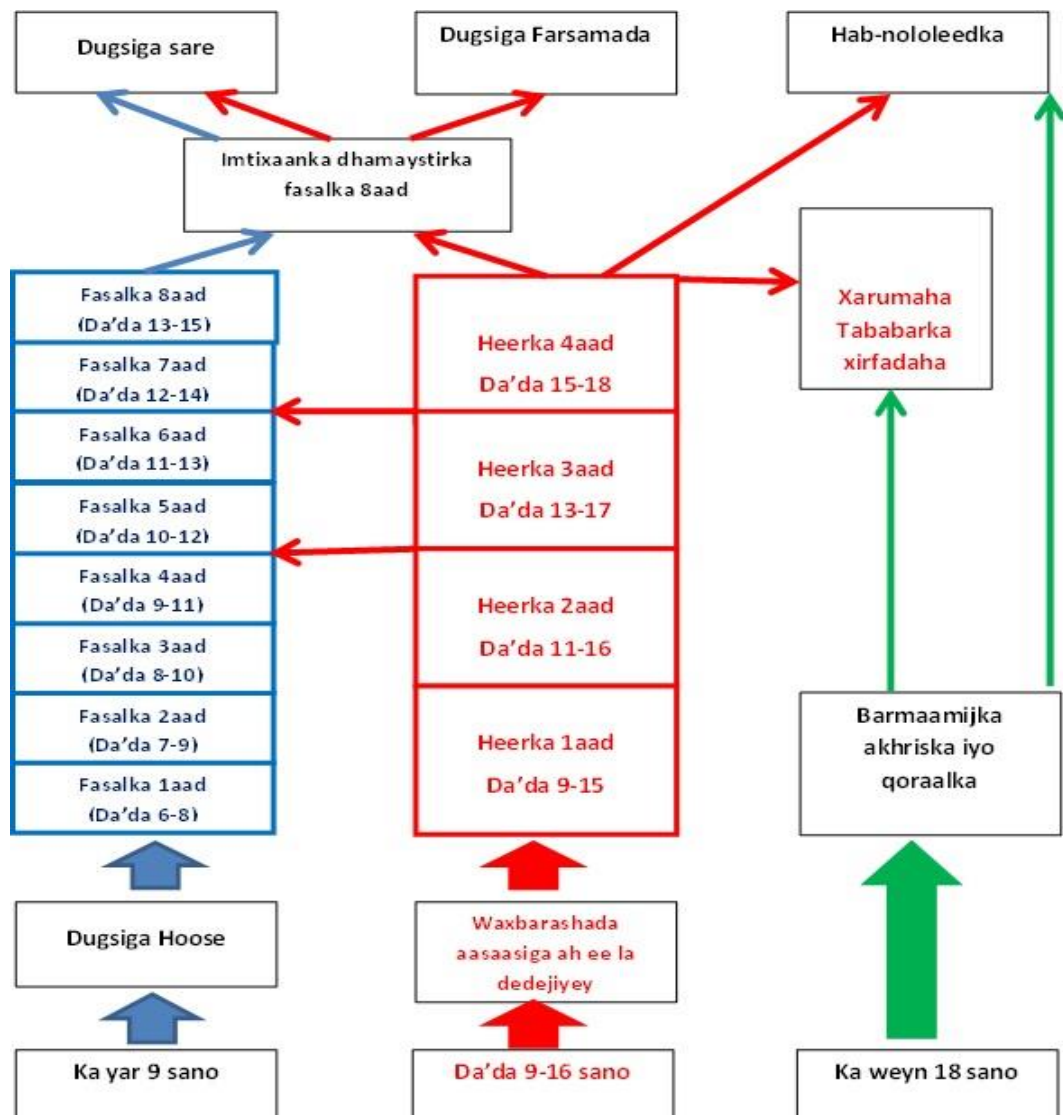 Dugsiga sare
Dugsiga Farsamada
Hab-nololeedka
Imtixaanka dhamaystirka
fasalka 8aad
Fasalka 8aad
(Da’da 13-15)
Fasalka 7aad
(Da’da 12-14)
Fasalka 6aad
(Da’da 11-13)
Fasalka 5aad
(Da’da 10-12)
Fasalka 4aad
(Da’da 9-11)
Fasalka 3aad
(Da’da 8-10)
Fasalka 2aad
(Da’da 7-9)
Fasalka 1aad
(Da’da 6-8)
Heerka 4aad
Da’da 15-18
Heerka 3aad
Da’da 13-17
Heerka 2aad
Da’da 11-16
Heerka 1aad
Da’da 9-15
Xarumaha
Tababarka
xirfadaha
Barmaamijka
akhriska iyo
qoraalka
Dugsiga Hoose
Waxbarashada
aasaasiga ah ee la
dedejiyey
Ka yar 9 sano
Da’da 9-16 sano
Ka weyn 18 sano